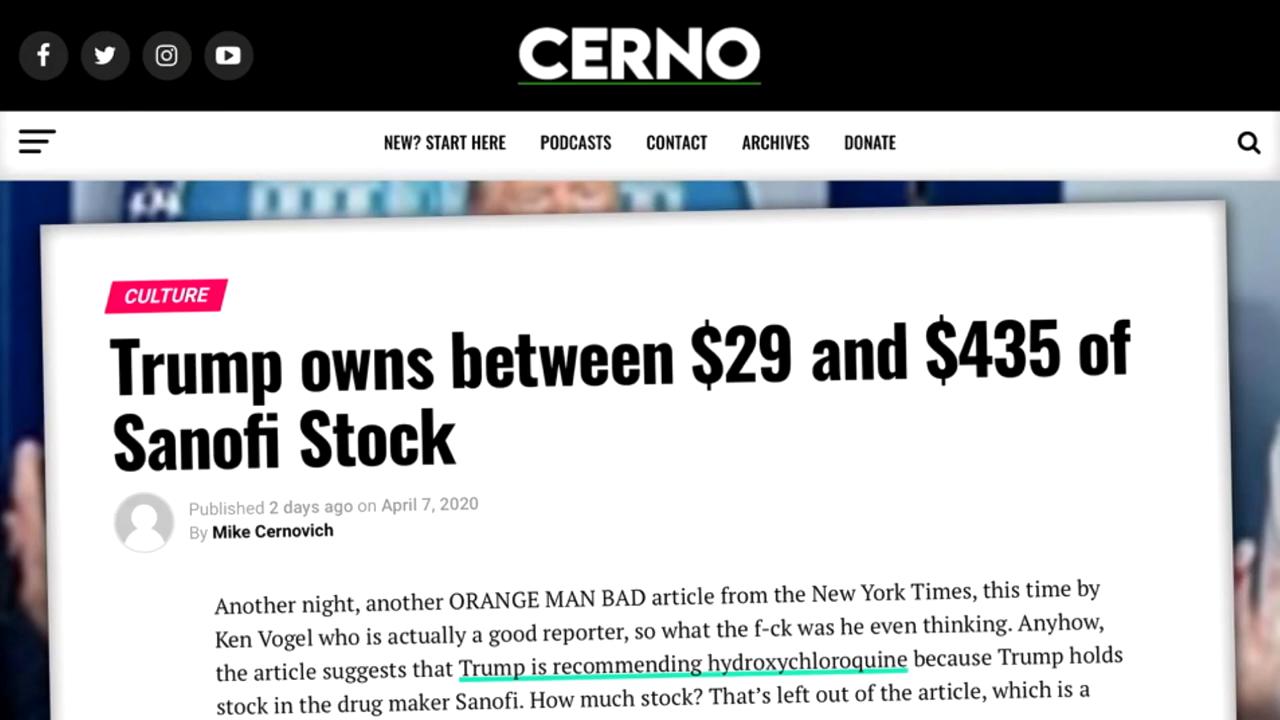 CERNO
NEW? START HERE PODCASTS CONTACT ARCHIVES DONATE
CULTURE
Trump owns between $29 and $435 of
Sanofi Stock
Published 2 days ago on April 7, 2020
By Mike Cernovich
Another night, another ORANGE MAN BAD article from the New York Times, this time by
Ken Vogel who is actually a good reporter, so what the f-ck was he even thinking. Anyhow,
the article suggests that Trump is recommending hydroxychloroquine because Trump holds
stock in the drug maker Sanofi. How much stock? That’s left out of the article, which is a